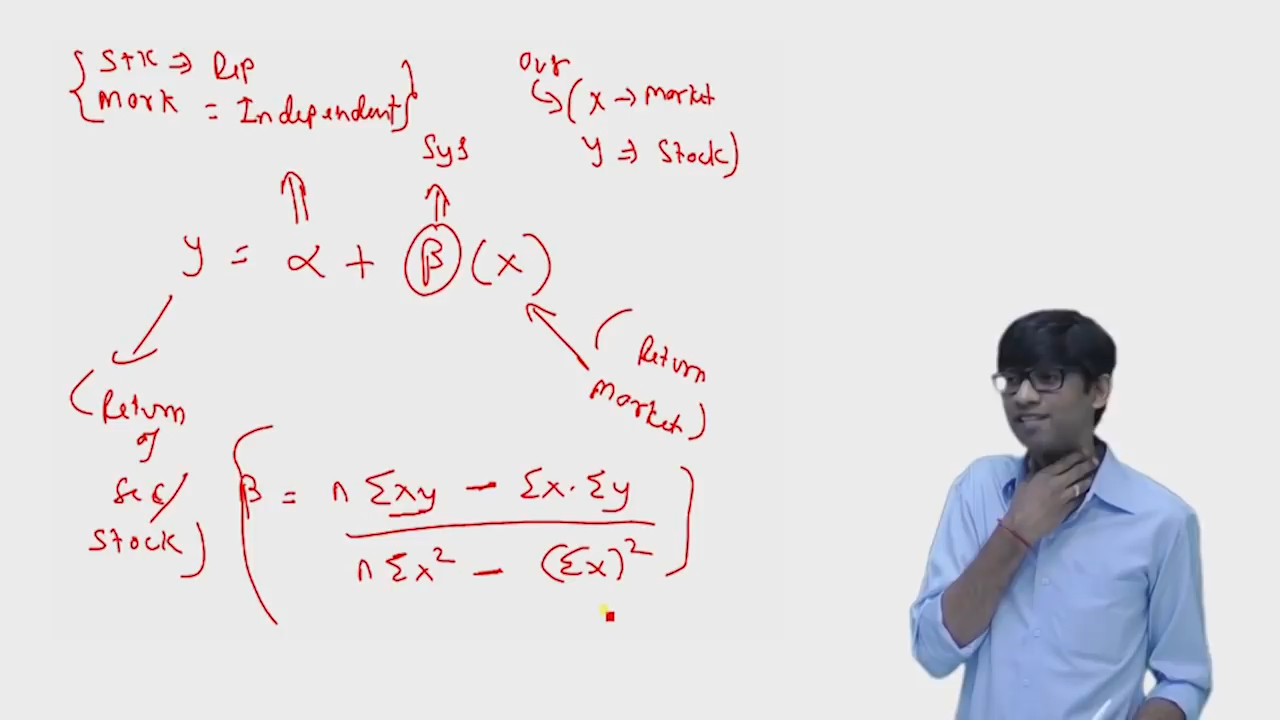 Stk ⇒ Dep
Mark = Independent
Our
(x → Market
y ⇒ Stock)
Sys
y = α + β (x)
(Return
Market)
(Return
of
Sec/
Stock)
β = n Σxy - Σx. Σy
n Σx² - (Σx)²